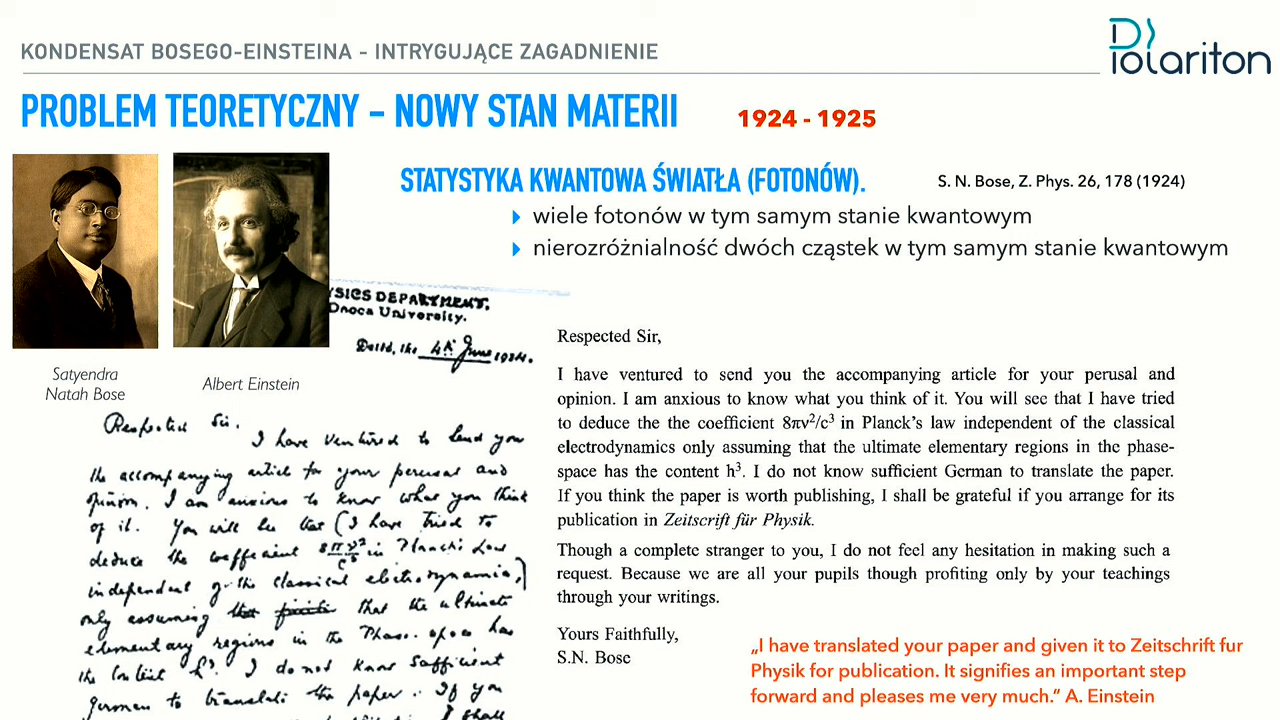 KONDENSAT BOSEGO-EINSTEINA - INTRYGUJĄCE ZAGADNIENIE
Polariton
PROBLEM TEORETYCZNY – NOWY STAN MATERII
1924 - 1925
STATYSTYKA KWANTOWA ŚWIATŁA (FOTONÓW).
S. N. Bose, Z. Phys. 26, 178 (1924)
wiele fotonów w tym samym stanie kwantowym
nierozróżnialność dwóch cząstek w tym samym stanie kwantowym
Satyendra
Natah Bose
Albert Einstein
YSICS DEPARTMENT.
Dacca University.
Dated, the 4th June 1924.
Respected Sir,
I have ventured to send you
the accompanying article for your perusal and
opinion. I am anxious to know what you think
of it. You will see that (I have tried to
deduce the coefficient 8πν²/c³ in Planck's Law
independent of the classical electrodynamics)
only assuming that the ultimate
elementary regions in the Phase-space has
the content h³. I do not know sufficient
German to translate the paper. If you
I shall
Respected Sir,
I have ventured to send you the accompanying article for your perusal and
opinion. I am anxious to know what you think of it. You will see that I have tried
to deduce the the coefficient 8πν²/c³ in Planck's law independent of the classical
electrodynamics only assuming that the ultimate elementary regions in the phase-
space has the content h³. I do not know sufficient German to translate the paper.
If you think the paper is worth publishing, I shall be grateful if you arrange for its
publication in Zeitscrift für Physik.
Though a complete stranger to you, I do not feel any hesitation in making such a
request. Because we are all your pupils though profiting only by your teachings
through your writings.
Yours Faithfully,
S.N. Bose
„I have translated your paper and given it to Zeitschrift fur
Physik for publication. It signifies an important step
forward and pleases me very much.” A. Einstein